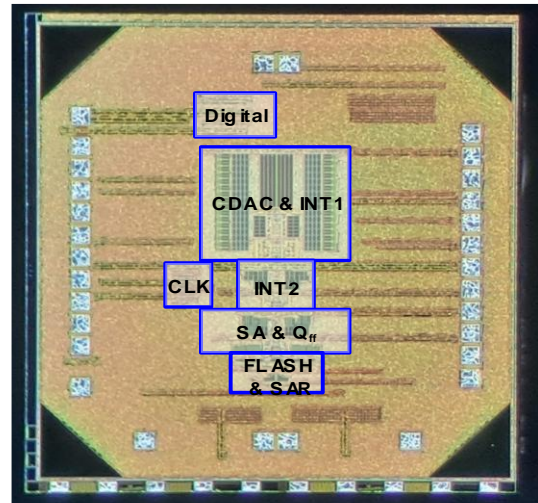 Digital
CDAC & INT1
CLK
INT2
SA & Qff
FLASH
& SAR